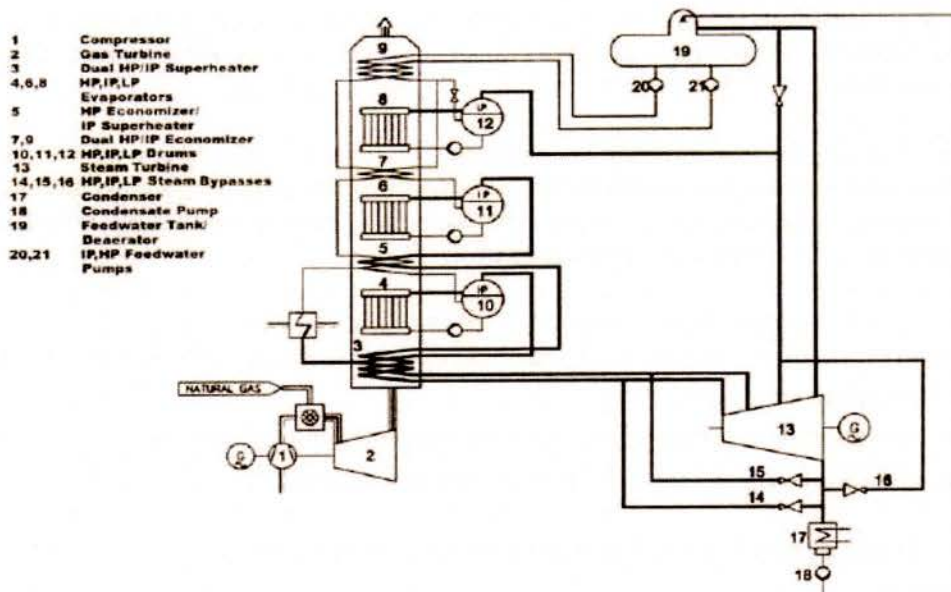 1 Compressor
2 Gas Turbine
3 Dual HP/IP Superheater
4,6,8 HP,IP,LP
Evaporators
5 HP Economizer/
IP Superheater
7,9 Dual HP/IP Economizer
10,11,12 HP,IP,LP Drums
13 Steam Turbine
14,15,16 HP,IP,LP Steam Bypasses
17 Condenser
18 Condensate Pump
19 Feedwater Tank/
Deaerator
20,21 IP,HP Feedwater
Pumps
9
19
20
21
8
LP
12
7
6
IP
11
5
4
HP
10
3
NATURAL GAS
G
1
2
13
G
15
16
14
17
18